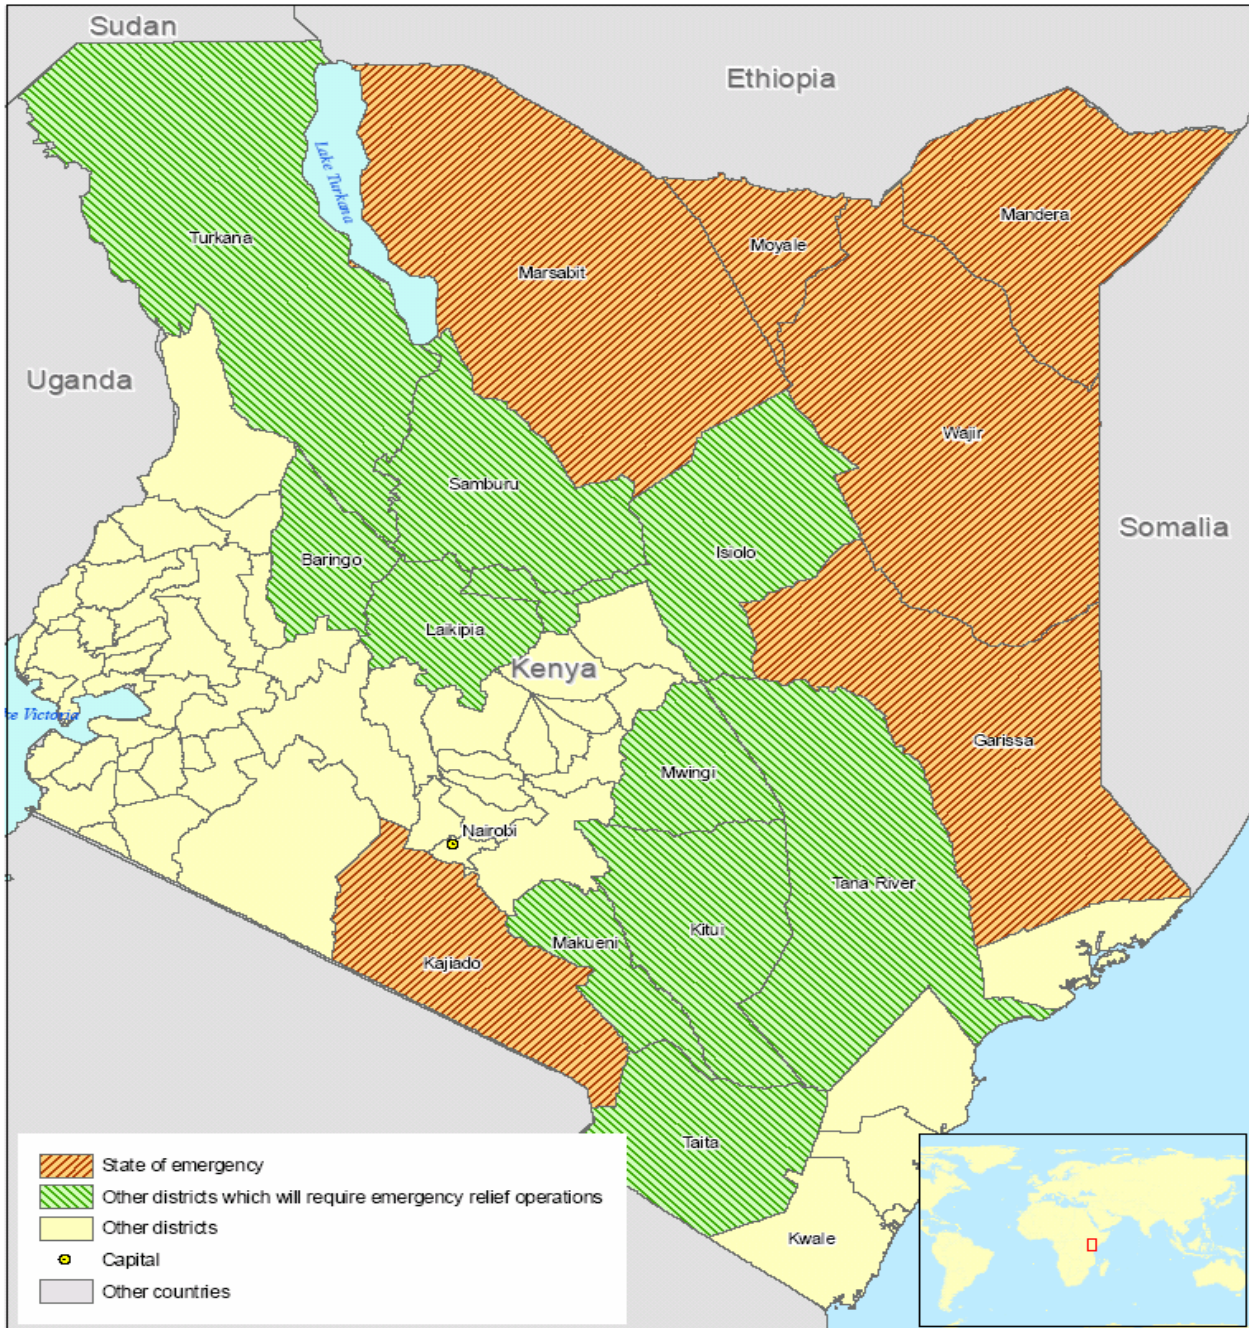 Sudan
Ethiopia
Lake Turkana
Mandera
Turkana
Moyale
Marsabit
Uganda
Wajir
Samburu
Somalia
Isiolo
Baringo
Laikipia
Kenya
Victoria
Garissa
Mwingi
Nairobi
Tana River
Kitui
Makueni
Kajiado
Taita
Kwale
State of emergency
Other districts which will require emergency relief operations
Other districts
Capital
Other countries